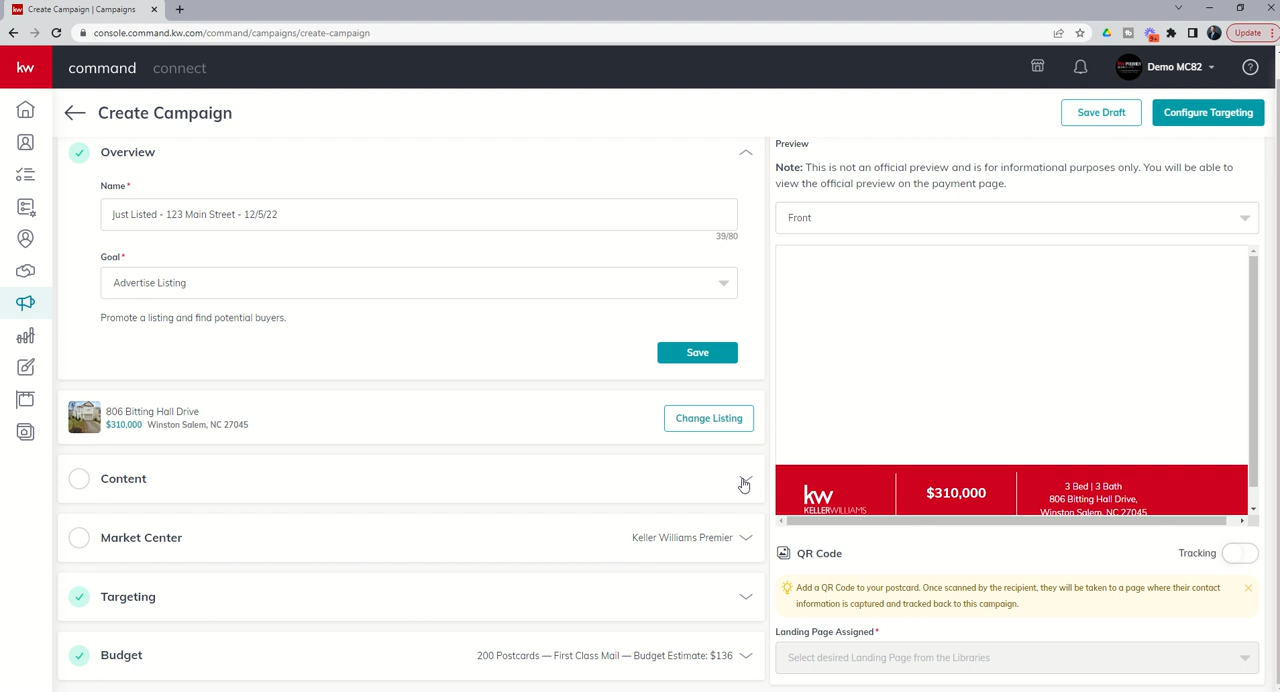 Create Campaign | Campaigns
console.command.kw.com/command/campaigns/create-campaign
9+
Update
kw
command
connect
Demo MC82
Create Campaign
Save Draft
Configure Targeting
Overview
Name*
Just Listed - 123 Main Street - 12/5/22
39/80
Goal*
Advertise Listing
Promote a listing and find potential buyers.
Save
806 Bitting Hall Drive
$310,000 Winston Salem, NC 27045
Change Listing
Content
Market Center
Keller Williams Premier
Targeting
Budget
200 Postcards — First Class Mail — Budget Estimate: $136
Preview
Note: This is not an official preview and is for informational purposes only. You will be able to
view the official preview on the payment page.
Front
kw
KELLERWILLIAMS
$310,000
3 Bed | 3 Bath
806 Bitting Hall Drive,
Winston Salem, NC 27045
QR Code
Tracking
Add a QR Code to your postcard. Once scanned by the recipient, they will be taken to a page where their contact
information is captured and tracked back to this campaign.
Landing Page Assigned*
Select desired Landing Page from the Libraries